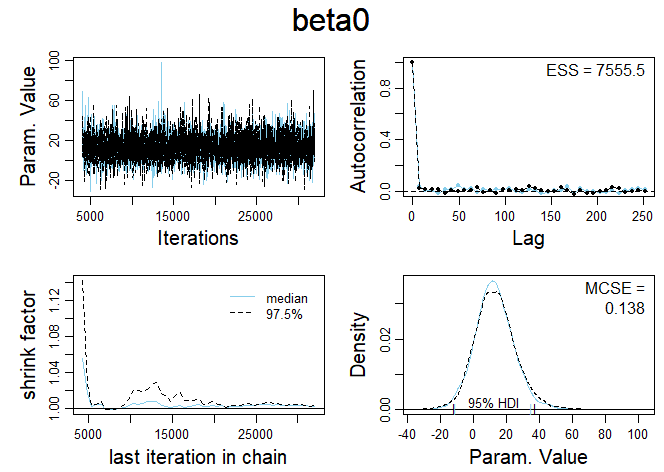 beta0
Param. Value
-20 20 60 100
5000 15000 25000
Iterations
Autocorrelation
0.0 0.4 0.8
ESS = 7555.5
0 50 100 150 200 250
Lag
shrink factor
1.00 1.04 1.08 1.12
median
97.5%
5000 15000 25000
last iteration in chain
Density
0.00 0.02
MCSE =
0.138
95% HDI
-40 -20 0 20 40 60 80 100
Param. Value